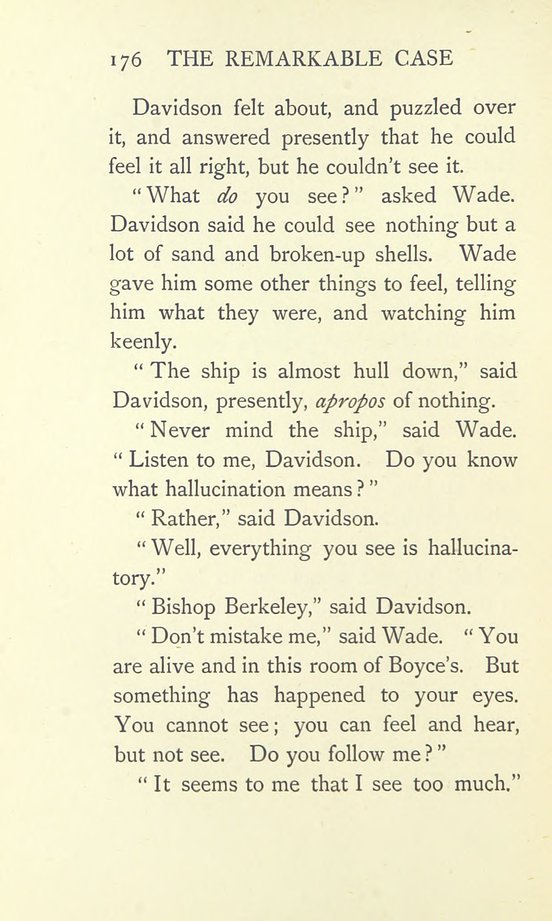 176 THE REMARKABLE CASE
Davidson felt about, and puzzled over
it, and answered presently that he could
feel it all right, but he couldn't see it.
"What do you see?" asked Wade.
Davidson said he could see nothing but a
lot of sand and broken-up shells. Wade
gave him some other things to feel, telling
him what they were, and watching him
keenly.
"The ship is almost hull down," said
Davidson, presently, apropos of nothing.
"Never mind the ship," said Wade.
"Listen to me, Davidson. Do you know
what hallucination means?"
"Rather," said Davidson.
"Well, everything you see is hallucina-
tory."
"Bishop Berkeley," said Davidson.
"Don't mistake me," said Wade. "You
are alive and in this room of Boyce's. But
something has happened to your eyes.
You cannot see; you can feel and hear,
but not see. Do you follow me?"
"It seems to me that I see too much."